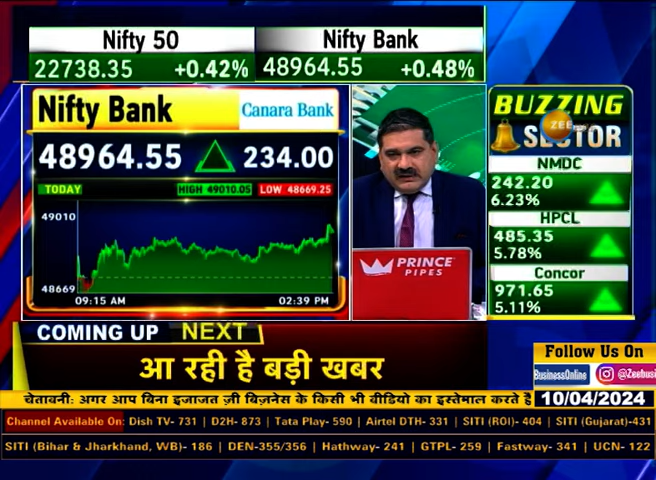 Nifty 50
Nifty Bank
22738.35 +0.42%
48964.55 +0.48%
Nifty Bank
Canara Bank
48964.55 234.00
TODAY
HIGH 49010.05 LOW 48669.25
49010
48669
09:15 AM 02:39 PM
PRINCE
PIPES
BUZZING
ZEE
SECTOR
NMDC
242.20
6.23%
HPCL
485.35
5.78%
Concor
971.65
5.11%
COMING UP NEXT
आ रही है बड़ी खबर
Follow Us On
BusinessOnline @Zeebusi
चेतावनी: अगर आप बिना इजाजत ज़ी बिज़नेस के किसी भी वीडियो का इस्तेमाल करते हैं
10/04/2024
Channel Available On: Dish TV- 731 | D2H- 873 | Tata Play- 590 | Airtel DTH- 331 | SITI (ROI)- 404 | SITI (Gujarat)-431
SITI (Bihar & Jharkhand, WB)- 186 | DEN-355/356 | Hathway- 241 | GTPL- 259 | Fastway- 341 | UCN- 122